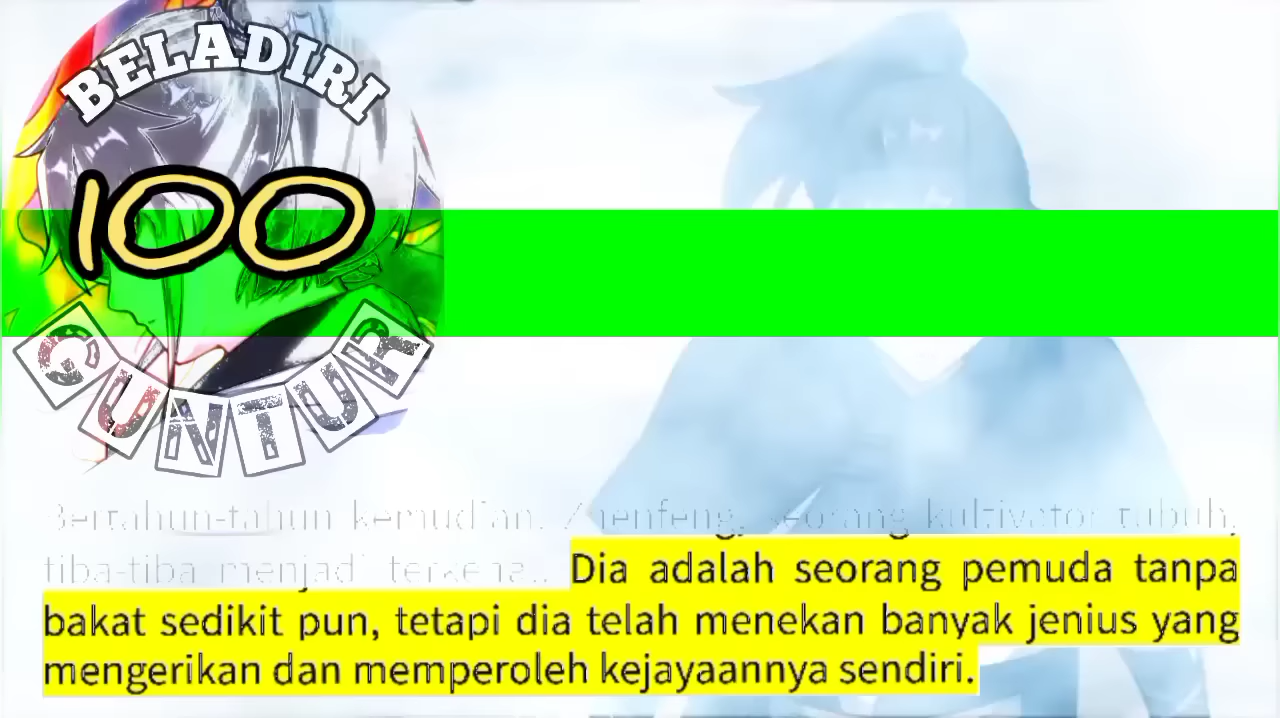 BELADIRI
100
GUNTUR
Bertahun-tahun kemudian, Zhenfeng, seorang kultivator tubuh,
tiba-tiba menjadi terkenal. Dia adalah seorang pemuda tanpa
bakat sedikit pun, tetapi dia telah menekan banyak jenius yang
mengerikan dan memperoleh kejayaannya sendiri.